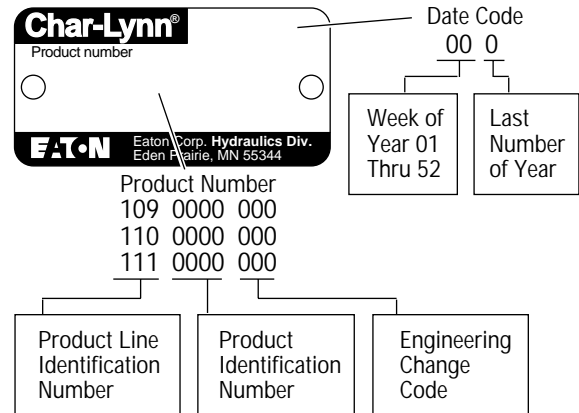 Char-Lynn®
Product number
EATON
Eaton Corp. Hydraulics Div.
Eden Prairie, MN 55344
Date Code
00 0
Week of
Year 01
Thru 52
Last
Number
of Year
Product Number
109 0000 000
110 0000 000
111 0000 000
Product Line
Identification
Number
Product
Identification
Number
Engineering
Change
Code